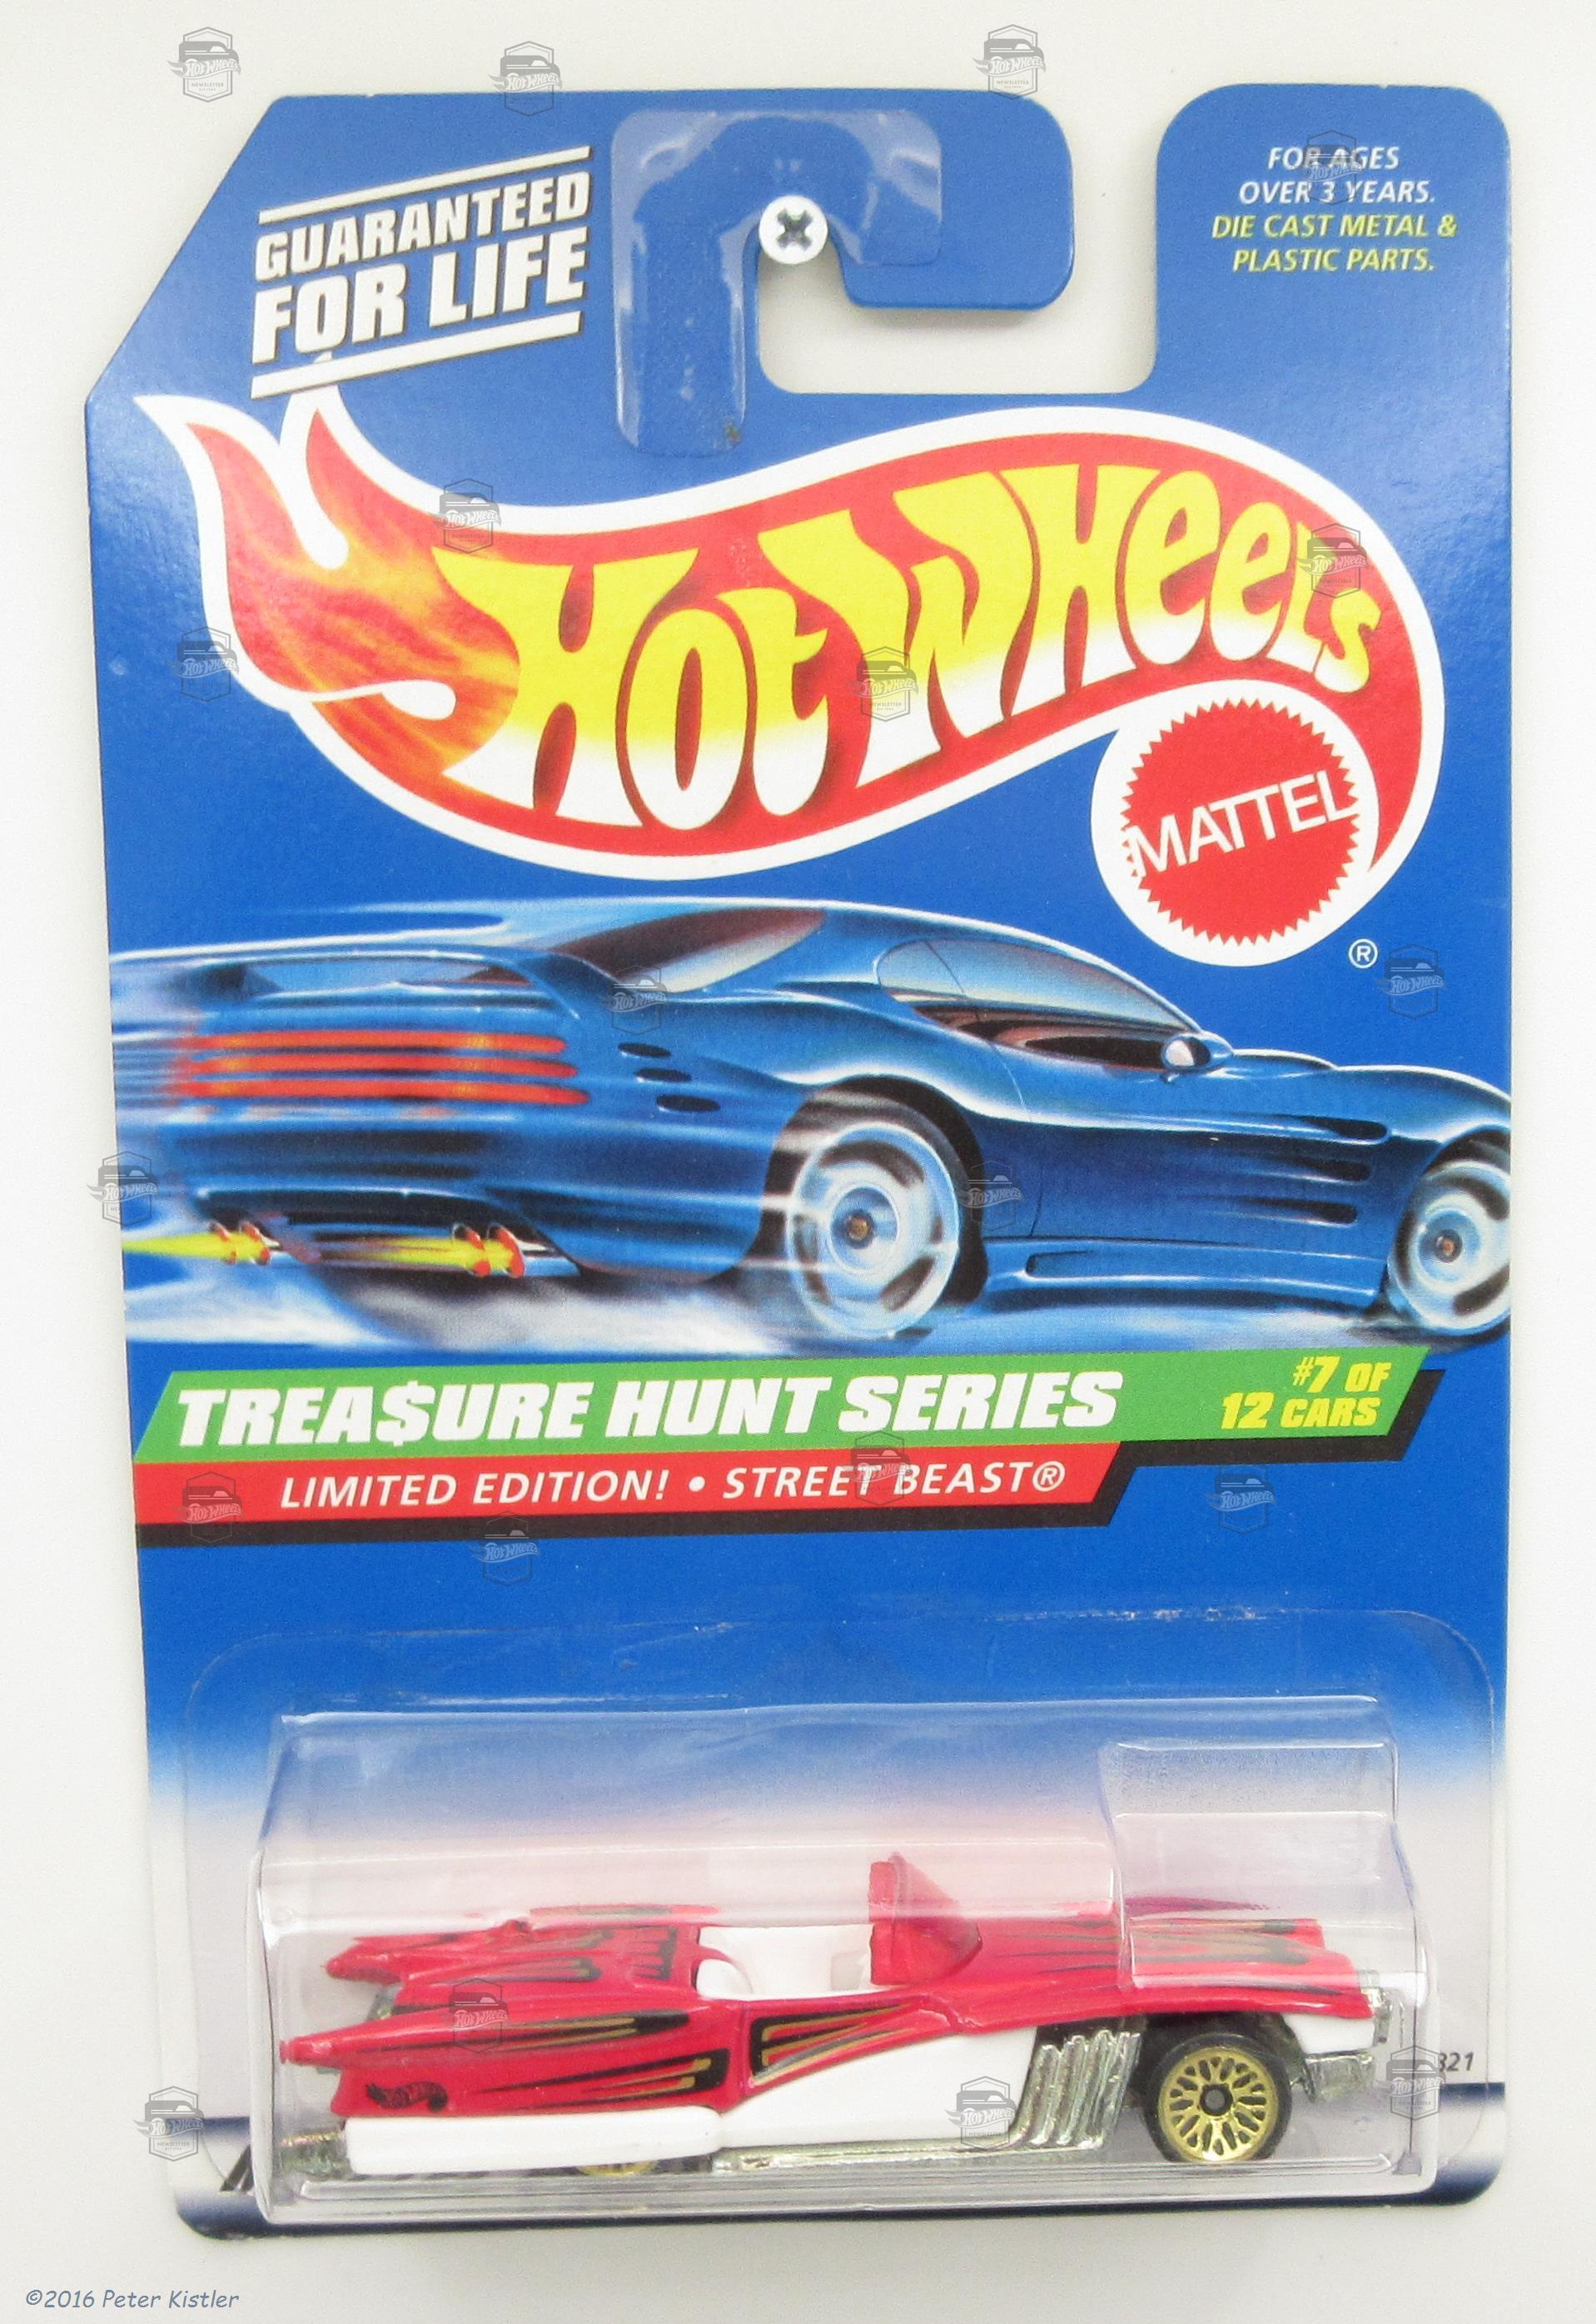 GUARANTEED
FOR LIFE
FOR AGES
OVER 3 YEARS.
DIE CAST METAL &
PLASTIC PARTS.
HOT WHEELS
MATTEL
®
TREA$URE HUNT SERIES
#7 OF
12 CARS
LIMITED EDITION! • STREET BEAST®
321
©2016 Peter Kistler